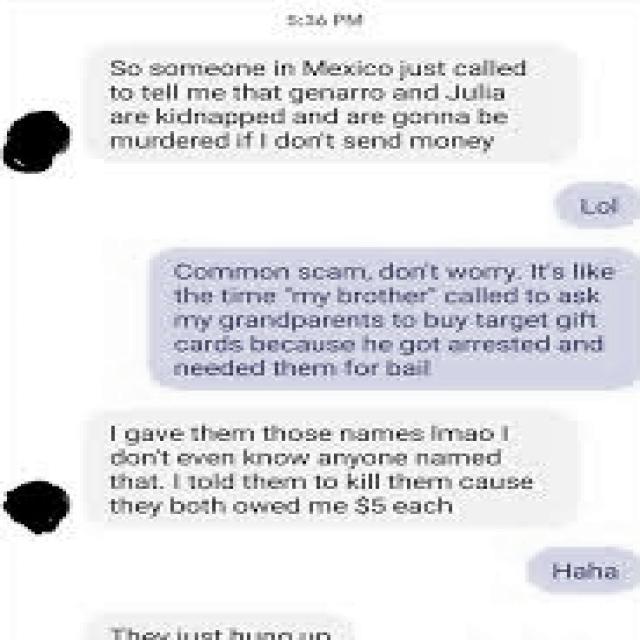 5:36 PM
So someone in Mexico just called
to tell me that genarro and Julia
are kidnapped and are gonna be
murdered if I don't send money
Lol
Common scam, don't worry. It's like
the time "my brother" called to ask
my grandparents to buy target gift
cards because he got arrested and
needed them for bail
I gave them those names lmao I
don't even know anyone named
that. I told them to kill them cause
they both owed me $5 each
Haha
They just hung up